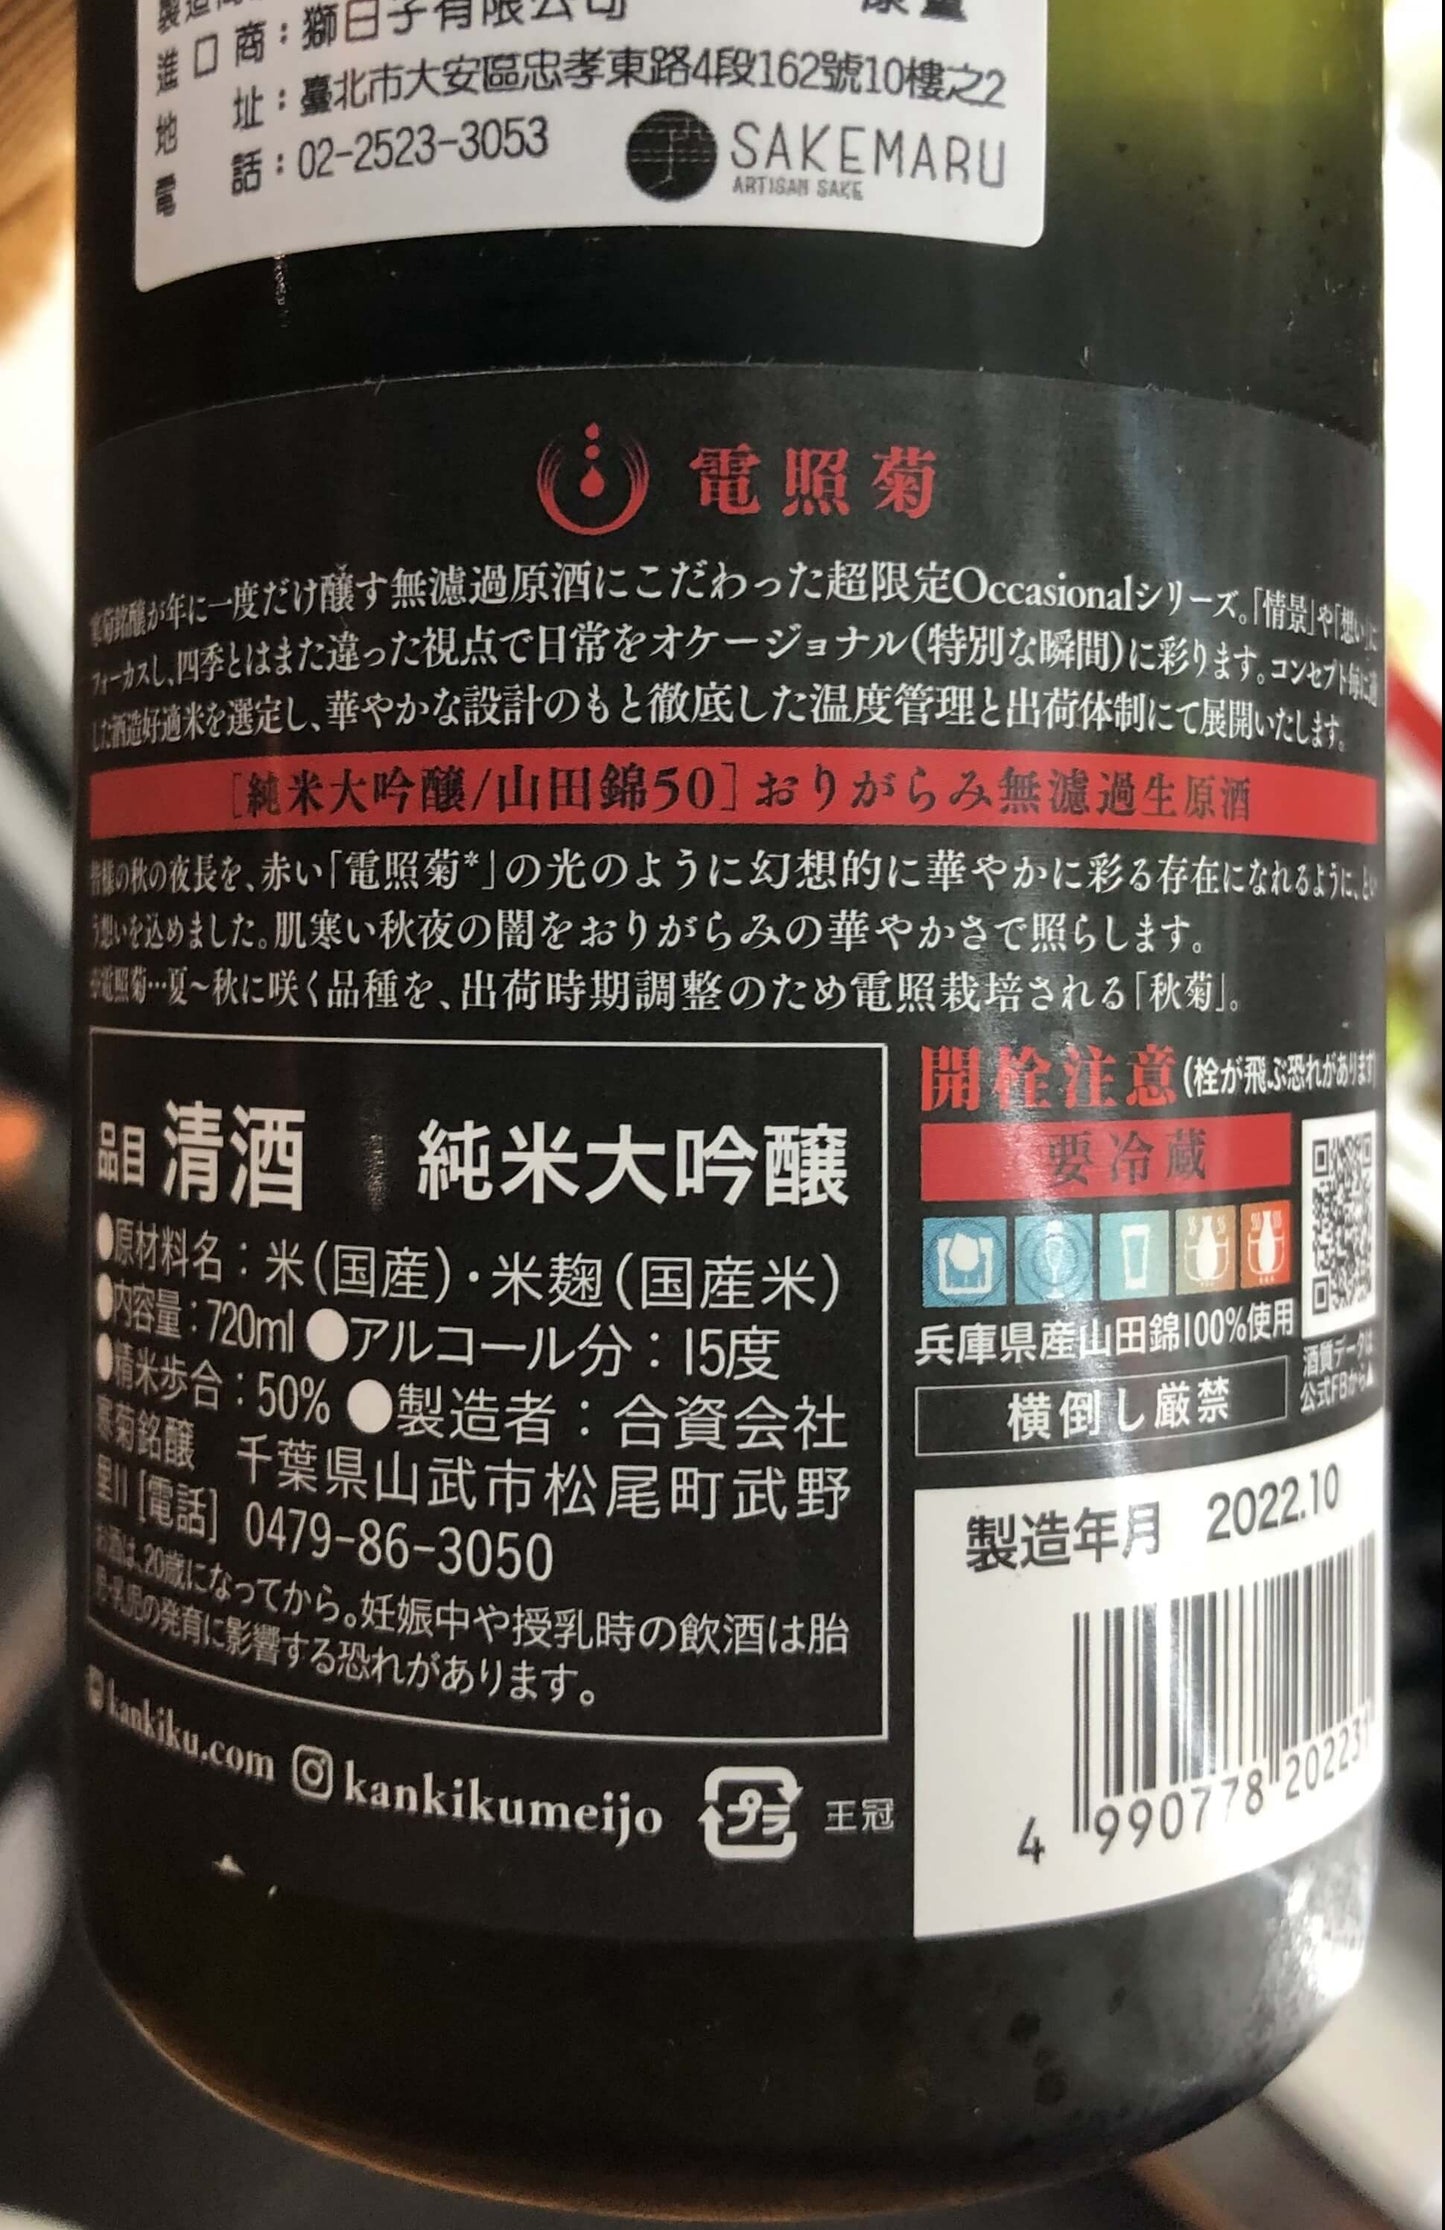 進口商：獅日子有限公司
地址：臺北市大安區忠孝東路4段162號10樓之2
電話：02-2523-3053
SAKEMARU
ARTISAN SAKE
電照菊
寒菊銘醸が年に一度だけ醸す無濾過原酒にこだわった超限定Occasionalシリーズ。「情景」や「想い」に
フォーカスし、四季とはまた違った視点で日常をオケージョナル(特別な瞬間)に彩ります。コンセプト毎に適
した酒造好適米を選定し、華やかな設計のもと徹底した温度管理と出荷体制にて展開いたします。
[純米大吟醸/山田錦50]おりがらみ無濾過生原酒
皆様の秋の夜長を、赤い「電照菊*」の光のように幻想的に華やかに彩る存在になれるように、とい
う想いを込めました。肌寒い秋夜の闇をおりがらみの華やかさで照らします。
電照菊…夏~秋に咲く品種を、出荷時期調整のため電照栽培される「秋菊」。
品目 清酒 純米大吟醸
●原材料名：米(国産)・米麹(国産米)
●内容量：720ml ●アルコール分：15度
●精米歩合：50% ●製造者：合資会社
寒菊銘醸 千葉県山武市松尾町武野
里川[電話] 0479-86-3050
お酒は、20歳になってから。妊娠中や授乳時の飲酒は胎
児・乳児の発育に影響する恐れがあります。
kankiku.com kankikumeijo プラ 王冠
開栓注意(栓が飛ぶ恐れがあります)
要冷蔵
兵庫県産山田錦100%使用
酒質データは
公式FBから▲
横倒し厳禁
製造年月 2022.10
4 990778 202231